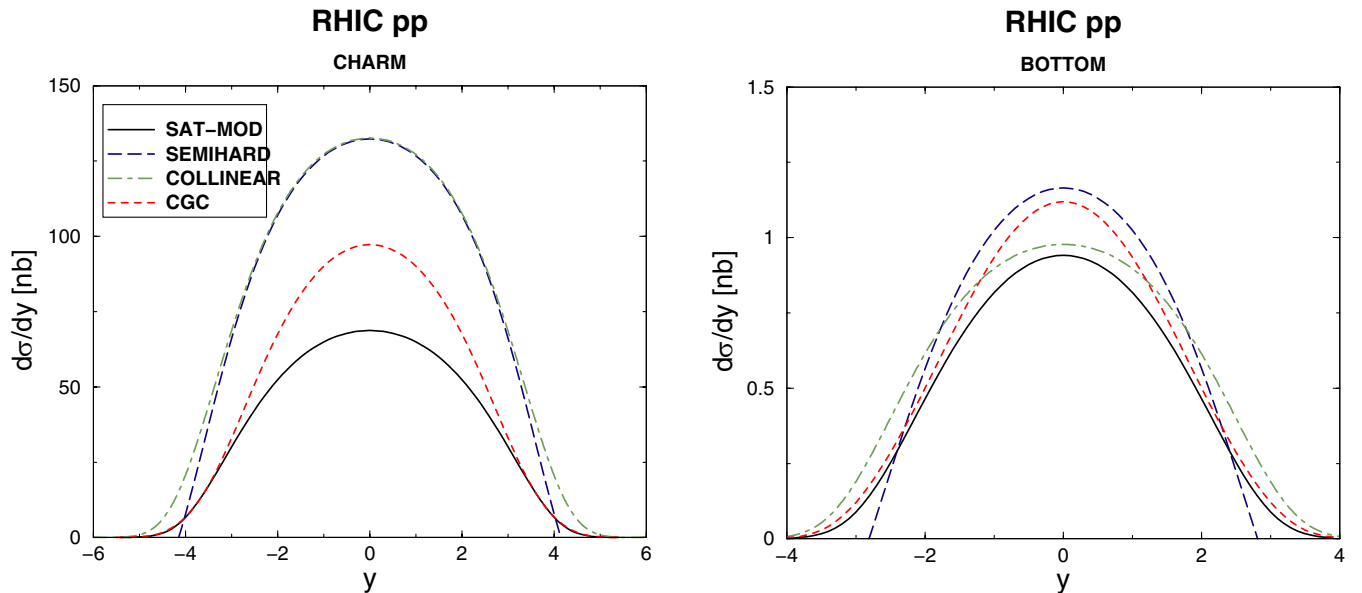 RHIC pp
CHARM
150
100
50
0
dσ/dy [nb]
SAT−MOD
SEMIHARD
COLLINEAR
CGC
−6 −4 −2 0 2 4 6
y
RHIC pp
BOTTOM
1.5
1
0.5
0
dσ/dy [nb]
−4 −2 0 2 4
y